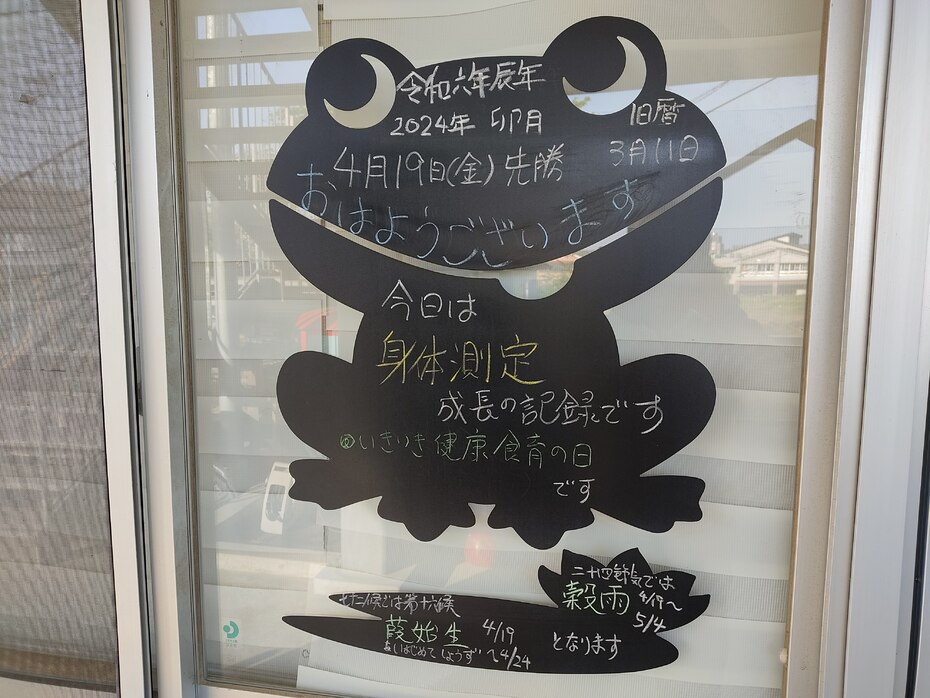 令和六年辰年
2024年 卯月
旧暦
3月11日
4月19日(金)先勝
おはようございます
今日は
身体測定
成長の記録です
◎いきいき健康食育の日
です
二十四節気では
穀雨 4/19〜
5/4
となります
七十二候では第十六候
葭始生 4/19
あしはじめてしょうず 〜4/24